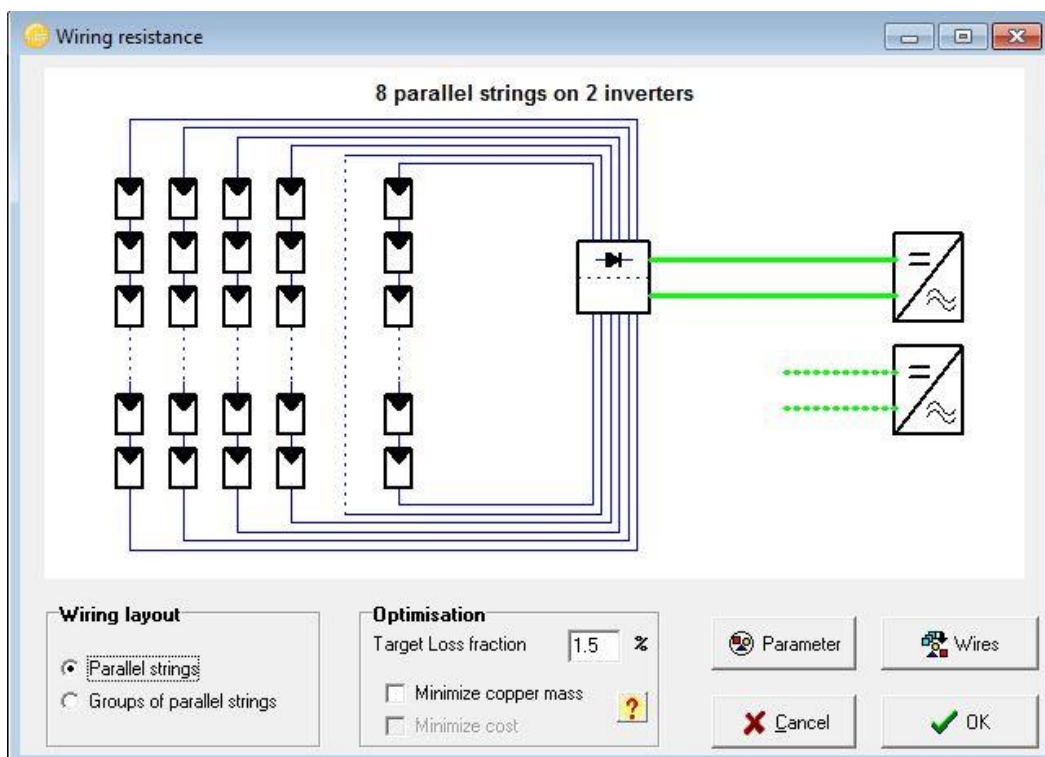 Wiring resistance
8 parallel strings on 2 inverters
Wiring layout
Parallel strings
Groups of parallel strings
Optimisation
Target Loss fraction 1.5 %
Minimize copper mass
?
Minimize cost
Parameter
Wires
Cancel
OK